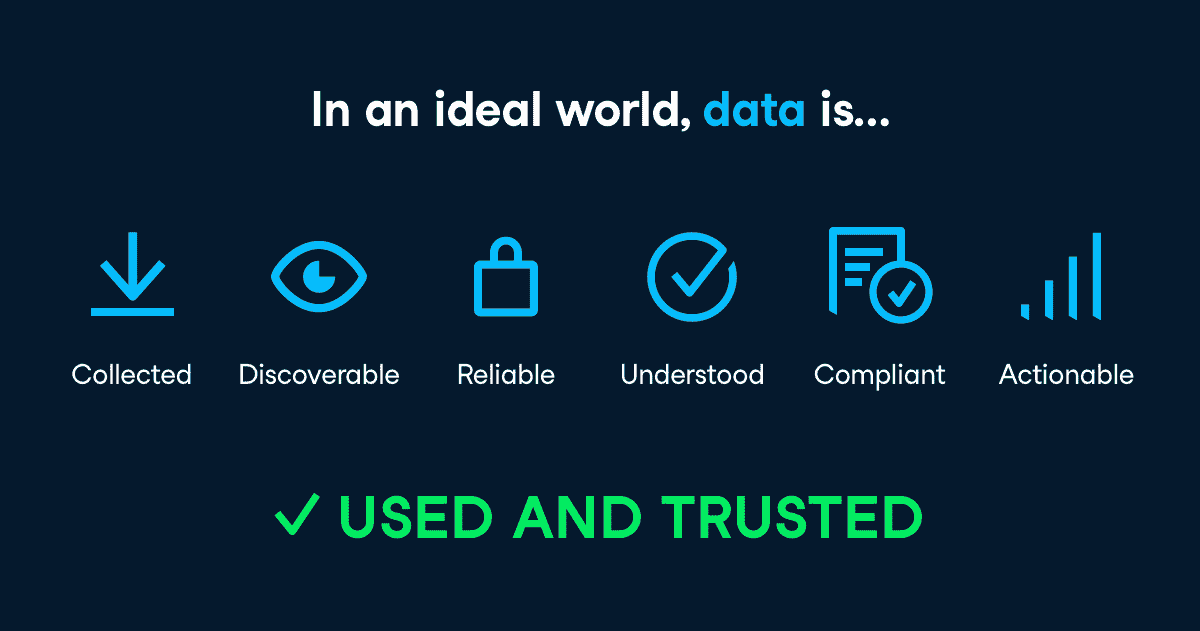 In an ideal world, data is...
Collected
Discoverable
Reliable
Understood
Compliant
Actionable
USED AND TRUSTED